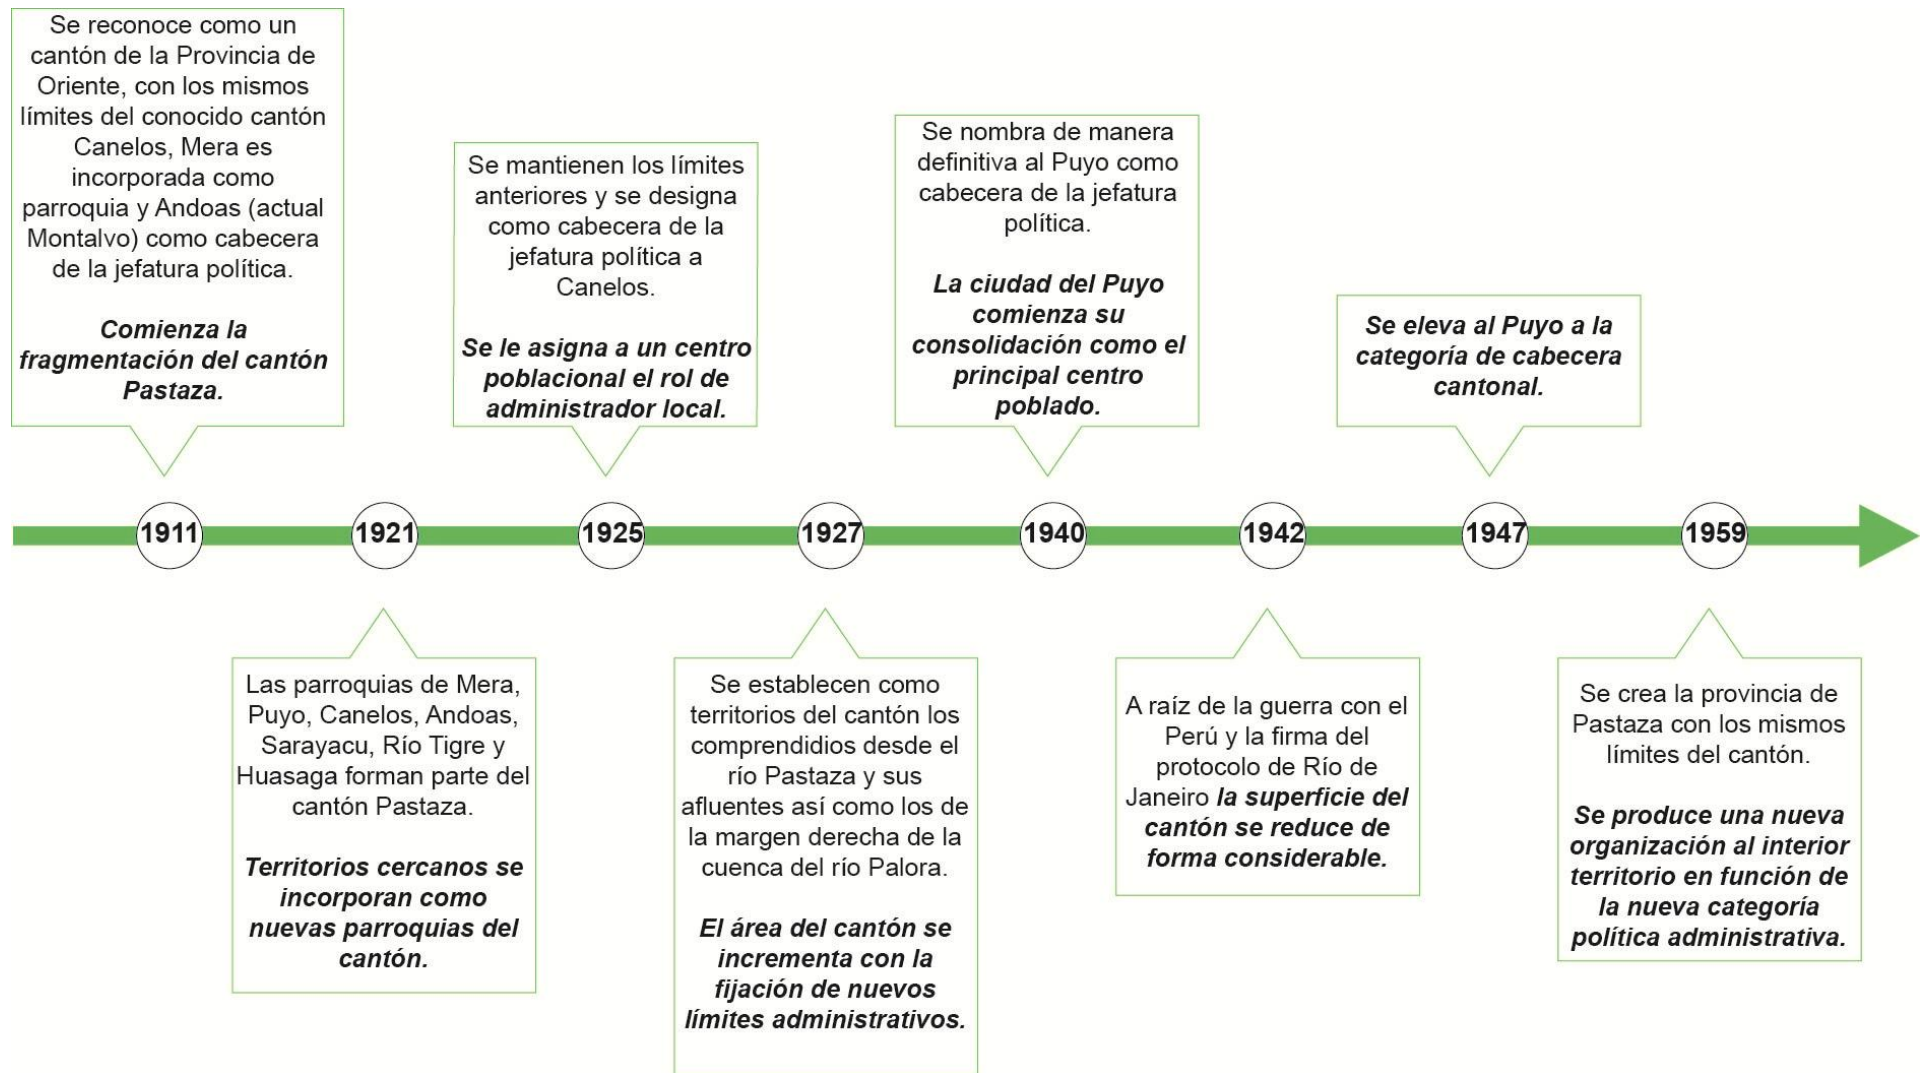 Se reconoce como un
cantón de la Provincia de
Oriente, con los mismos
límites del conocido cantón
Canelos, Mera es
incorporada como
parroquia y Andoas (actual
Montalvo) como cabecera
de la jefatura política.
Comienza la
fragmentación del cantón
Pastaza.
Se mantienen los límites
anteriores y se designa
como cabecera de la
jefatura política a
Canelos.
Se le asigna a un centro
poblacional el rol de
administrador local.
Se nombra de manera
definitiva al Puyo como
cabecera de la jefatura
política.
La ciudad del Puyo
comienza su
consolidación como el
principal centro
poblado.
Se eleva al Puyo a la
categoría de cabecera
cantonal.
1911 1921 1925 1927 1940 1942 1947 1959
Las parroquias de Mera,
Puyo, Canelos, Andoas,
Sarayacu, Río Tigre y
Huasaga forman parte del
cantón Pastaza.
Territorios cercanos se
incorporan como
nuevas parroquias del
cantón.
Se establecen como
territorios del cantón los
comprendidios desde el
río Pastaza y sus
afluentes así como los de
la margen derecha de la
cuenca del río Palora.
El área del cantón se
incrementa con la
fijación de nuevos
límites administrativos.
A raíz de la guerra con el
Perú y la firma del
protocolo de Río de
Janeiro la superficie del
cantón se reduce de
forma considerable.
Se crea la provincia de
Pastaza con los mismos
límites del cantón.
Se produce una nueva
organización al interior
territorio en función de
la nueva categoría
política administrativa.